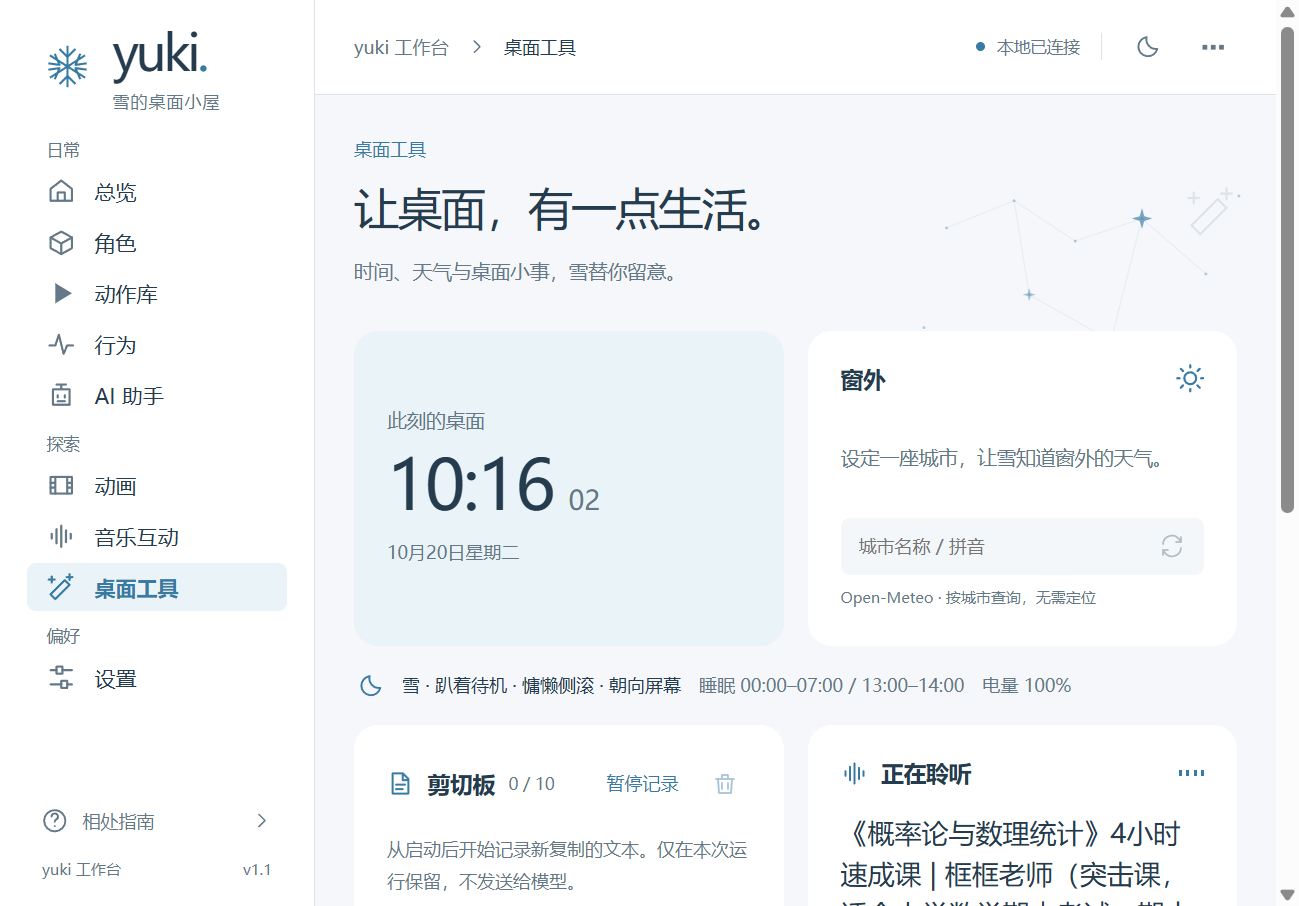 yuki.
雪的桌面小屋
日常
总览
角色
动作库
行为
AI 助手
探索
动画
音乐互动
桌面工具
偏好
设置
相处指南
yuki 工作台
v1.1
yuki 工作台
桌面工具
本地已连接
桌面工具
让桌面，有一点生活。
时间、天气与桌面小事，雪替你留意。
此刻的桌面
10:16 02
10月20日星期二
窗外
设定一座城市，让雪知道窗外的天气。
城市名称 / 拼音
Open-Meteo · 按城市查询，无需定位
雪 · 趴着待机 · 慵懒侧滚 · 朝向屏幕 睡眠 00:00–07:00 / 13:00–14:00 电量 100%
剪切板 0 / 10 暂停记录
从启动后开始记录新复制的文本。仅在本次运
行保留，不发送给模型。
正在聆听
《概率论与数理统计》4小时
速成课 | 框框老师（突击课，